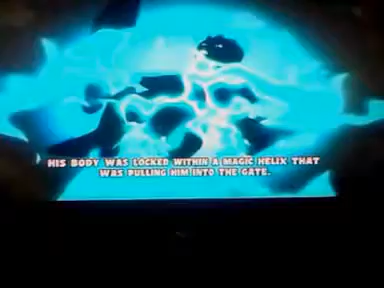 HIS BODY WAS LOCKED WITHIN A MAGIC HELIX THAT
WAS PULLING HIM INTO THE GATE.